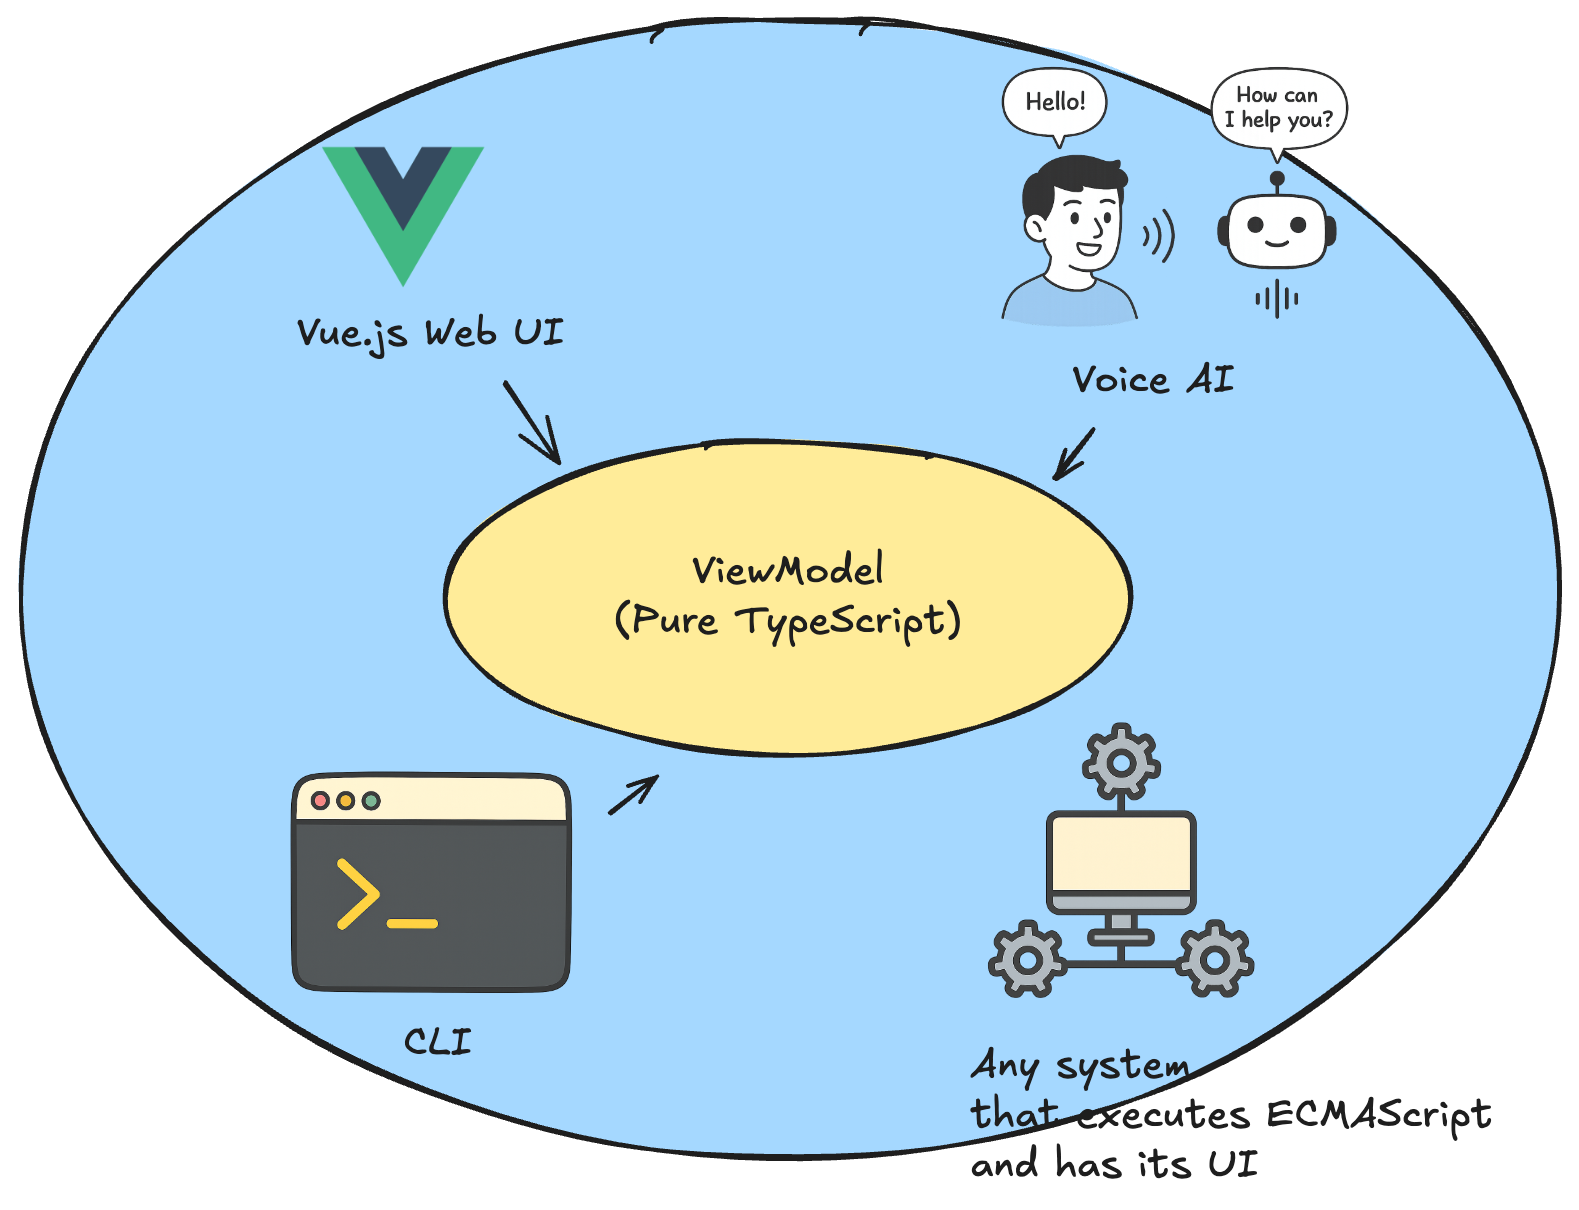 Hello!
How can
I help you?
Vue.js Web UI
Voice AI
ViewModel
(Pure TypeScript)
>_
CLI
Any system
that executes ECMAScript
and has its UI